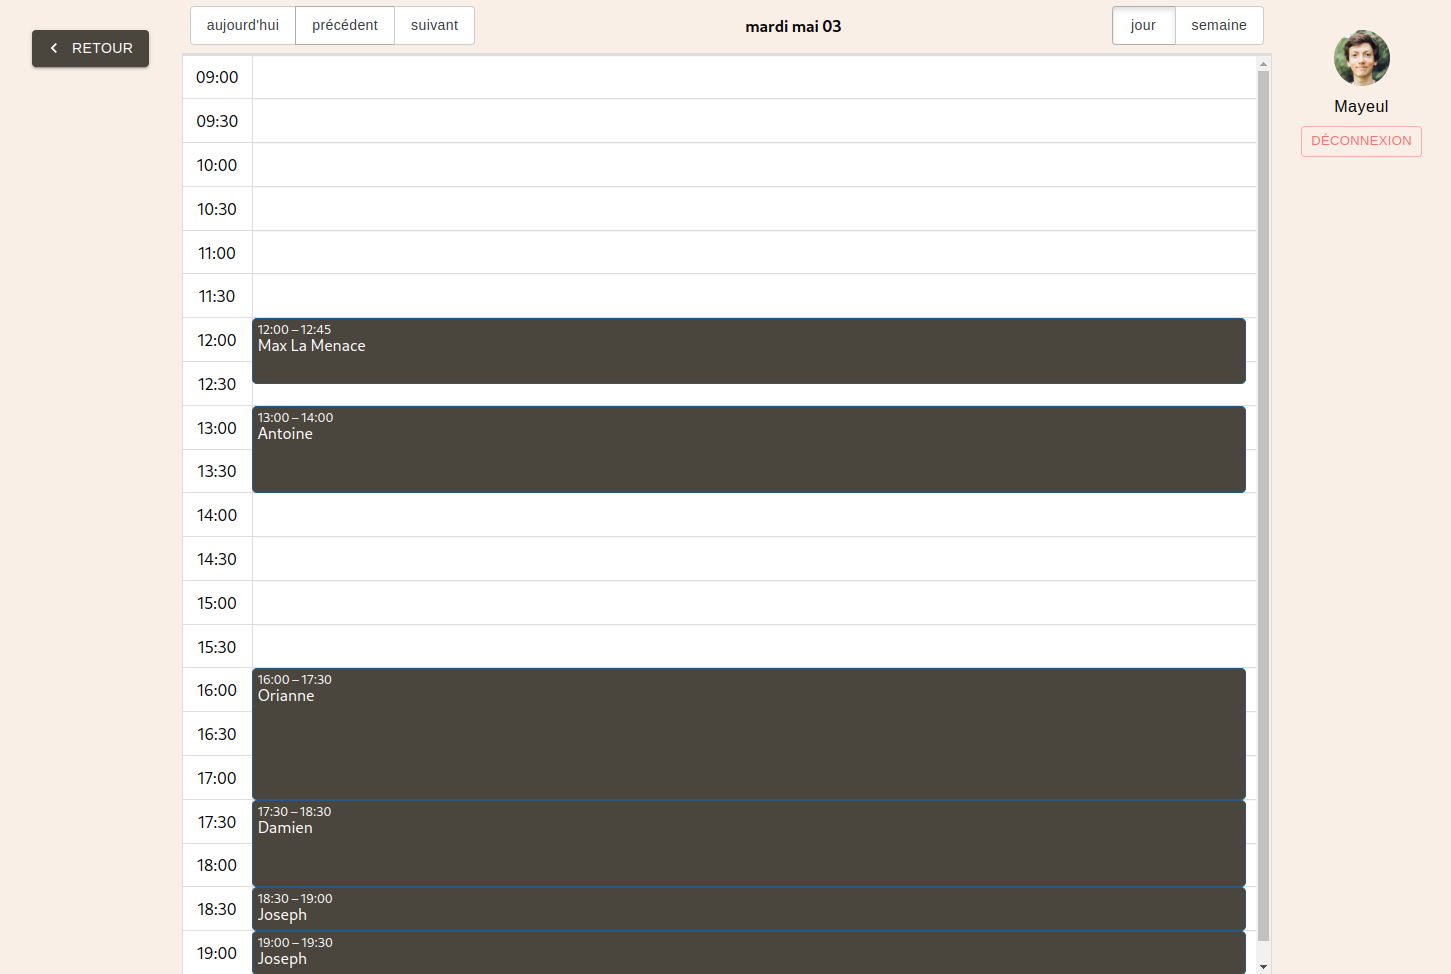 RETOUR
aujourd'hui
précédent
suivant
mardi mai 03
jour
semaine
Mayeul
DÉCONNEXION
09:00
09:30
10:00
10:30
11:00
11:30
12:00
12:00 – 12:45
Max La Menace
12:30
13:00
13:00 – 14:00
Antoine
13:30
14:00
14:30
15:00
15:30
16:00
16:00 – 17:30
Orianne
16:30
17:00
17:30
17:30 – 18:30
Damien
18:00
18:30
18:30 – 19:00
Joseph
19:00
19:00 – 19:30
Joseph